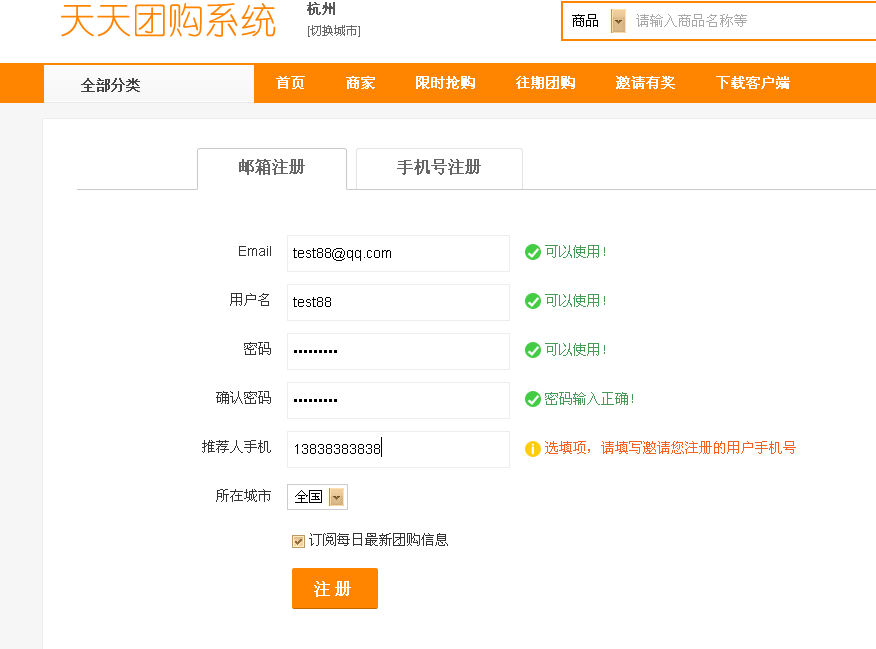 天天团购系统
杭州
[切换城市]
商品 请输入商品名称等
全部分类 首页 商家 限时抢购 往期团购 邀请有奖 下载客户端
邮箱注册 手机号注册
Email test88@qq.com 可以使用!
用户名 test88 可以使用!
密码 ••••••••• 可以使用!
确认密码 ••••••••• 密码输入正确!
推荐人手机 13838383838 选填项，请填写邀请您注册的用户手机号
所在城市 全国
订阅每日最新团购信息
注 册